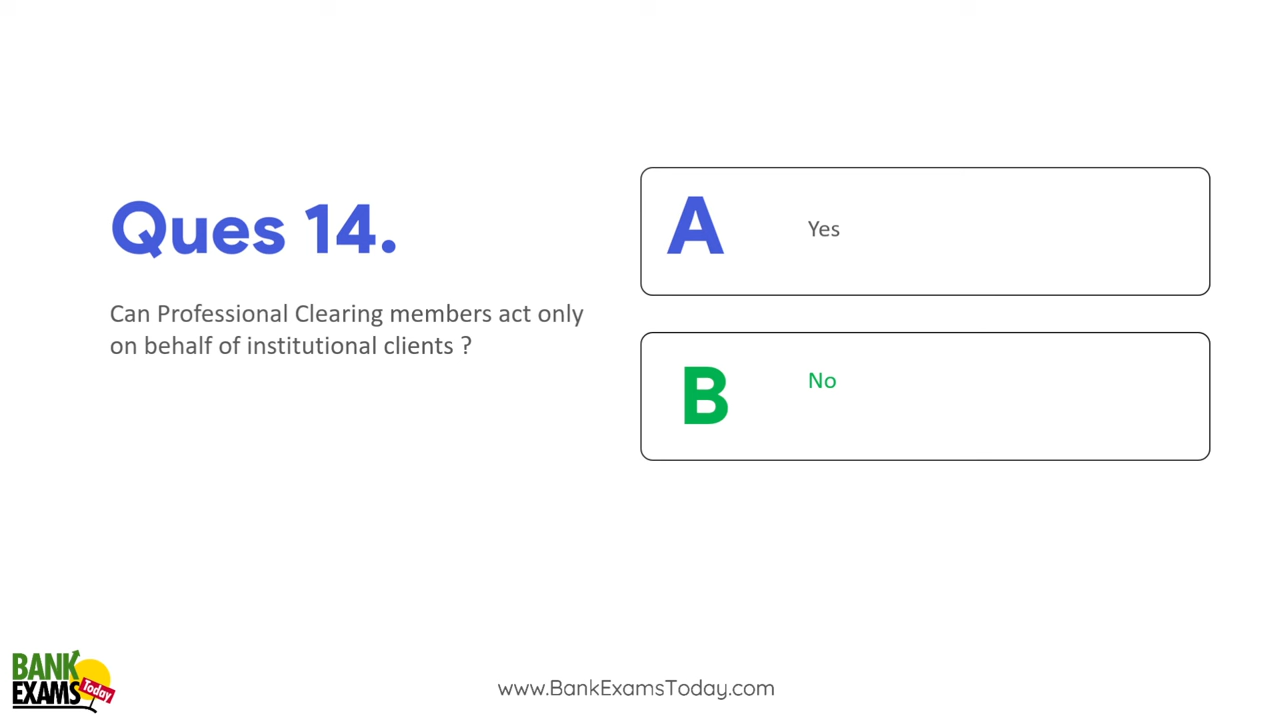 Ques 14.
Can Professional Clearing members act only
on behalf of institutional clients ?
A Yes
B No
BANK
EXAMS Today
www.BankExamsToday.com